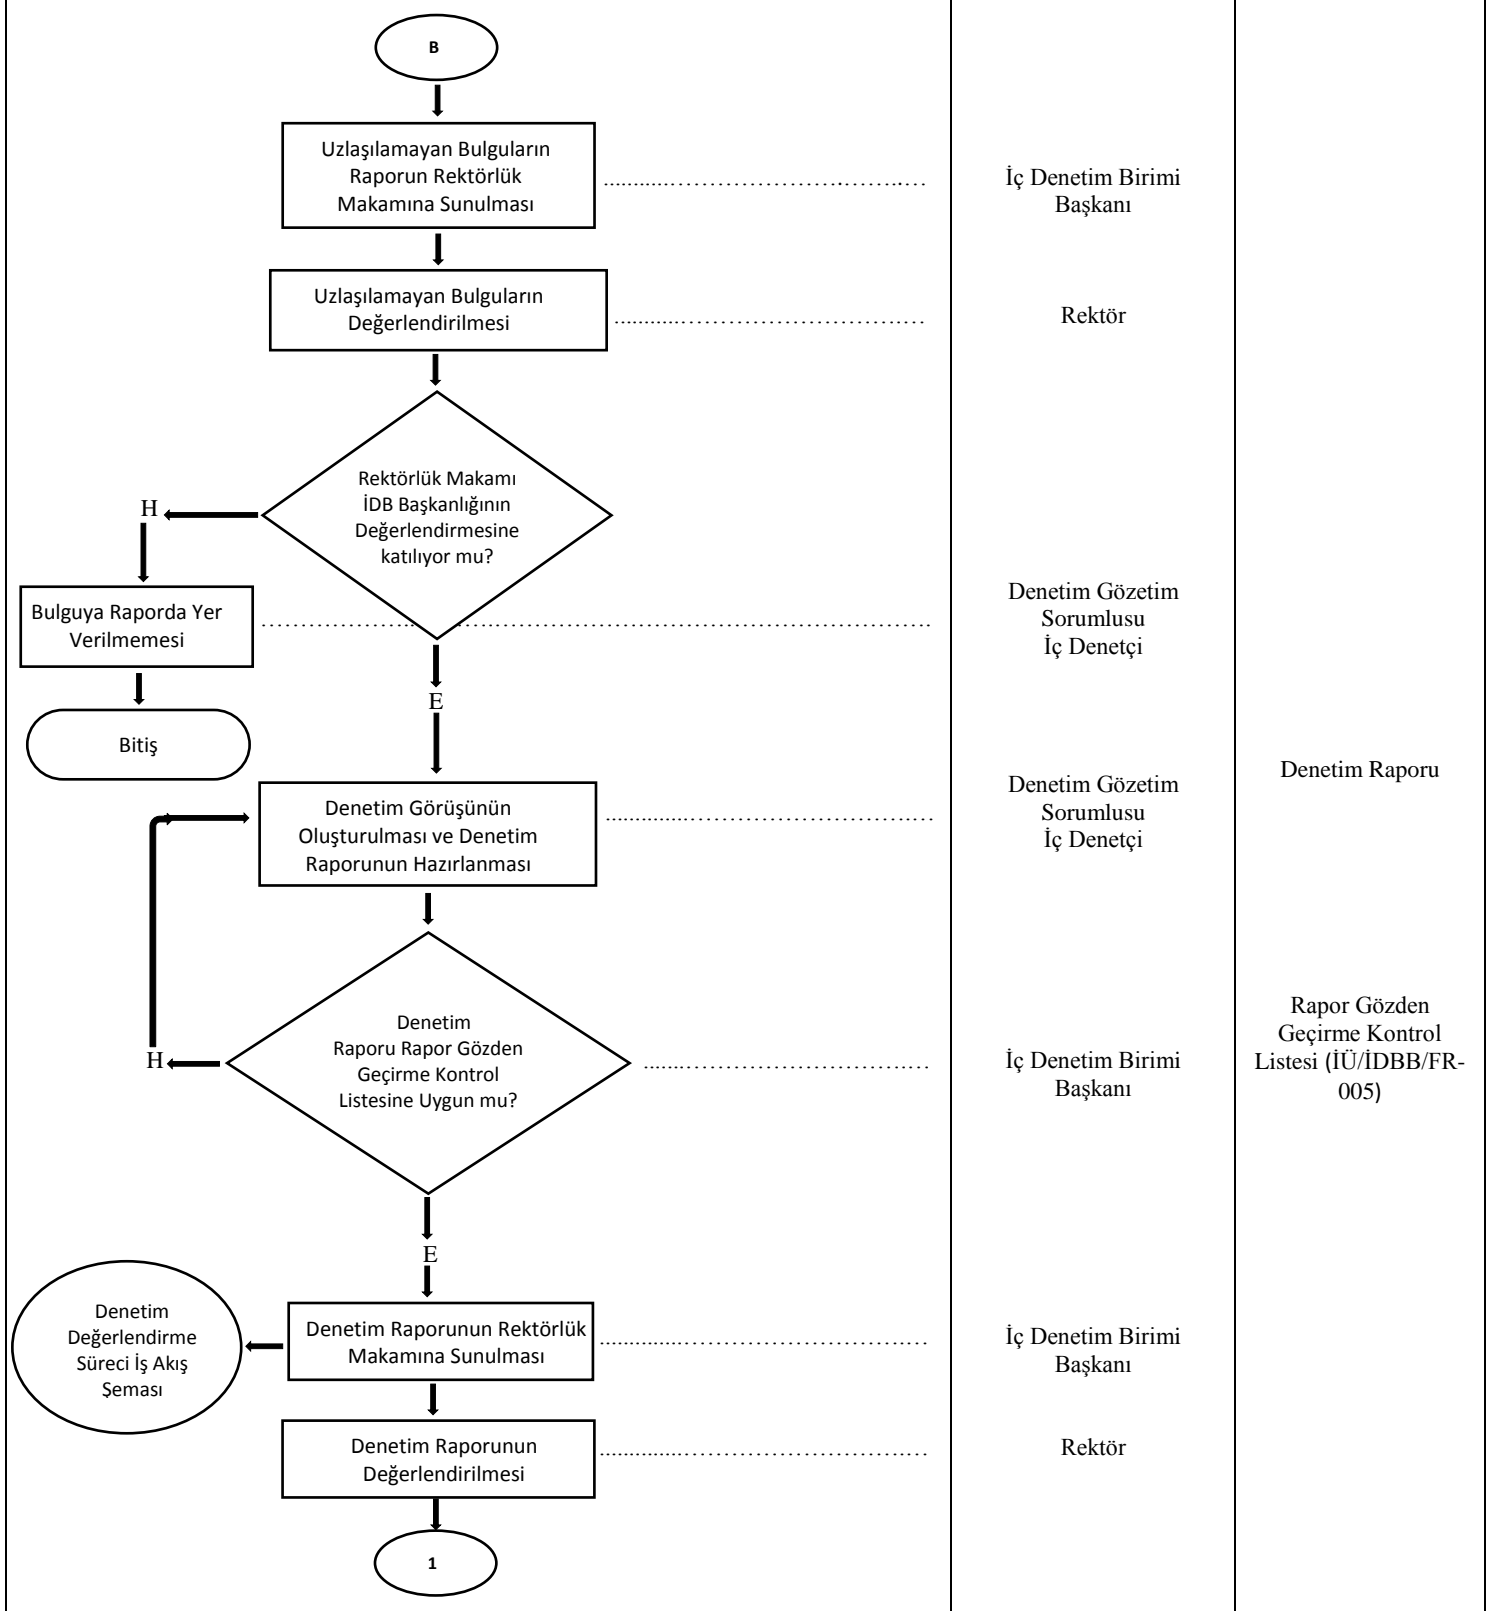 B
Uzlaşılamayan Bulguların
Raporun Rektörlük
Makamına Sunulması
İç Denetim Birimi
Başkanı
Uzlaşılamayan Bulguların
Değerlendirilmesi
Rektör
Rektörlük Makamı
İDB Başkanlığının
Değerlendirmesine
katılıyor mu?
H
Bulguya Raporda Yer
Verilmemesi
Denetim Gözetim
Sorumlusu
İç Denetçi
E
Bitiş
Denetim Görüşünün
Oluşturulması ve Denetim
Raporunun Hazırlanması
Denetim Gözetim
Sorumlusu
İç Denetçi
Denetim Raporu
Denetim
Raporu Rapor Gözden
Geçirme Kontrol
Listesine Uygun mu?
H
İç Denetim Birimi
Başkanı
Rapor Gözden
Geçirme Kontrol
Listesi (İÜ/İDBB/FR-
005)
E
Denetim
Değerlendirme
Süreci İş Akış
Şeması
Denetim Raporunun Rektörlük
Makamına Sunulması
İç Denetim Birimi
Başkanı
Denetim Raporunun
Değerlendirilmesi
Rektör
1